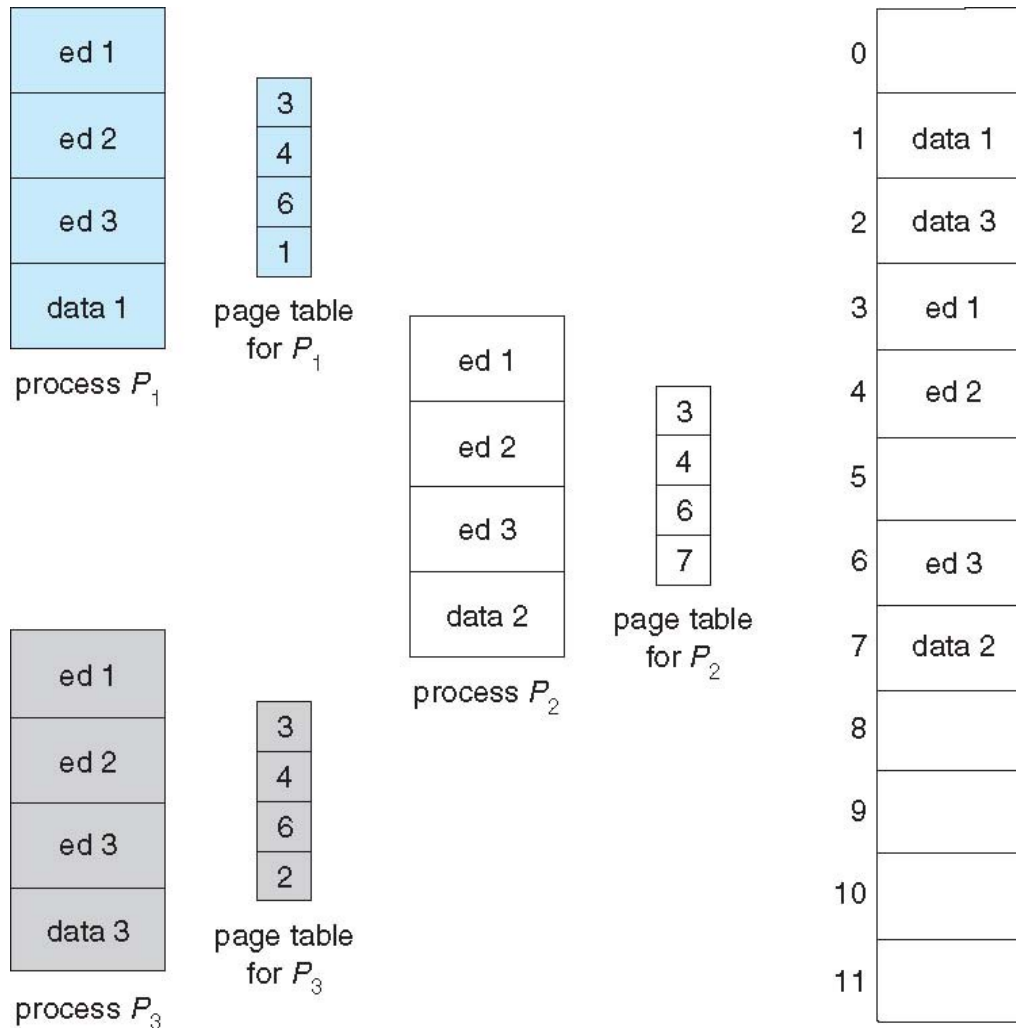 ed 1
ed 2
ed 3
data 1
process P1
3
4
6
1
page table
for P1
ed 1
ed 2
ed 3
data 2
process P2
3
4
6
7
page table
for P2
ed 1
ed 2
ed 3
data 3
process P3
3
4
6
2
page table
for P3
0
1 data 1
2 data 3
3 ed 1
4 ed 2
5
6 ed 3
7 data 2
8
9
10
11